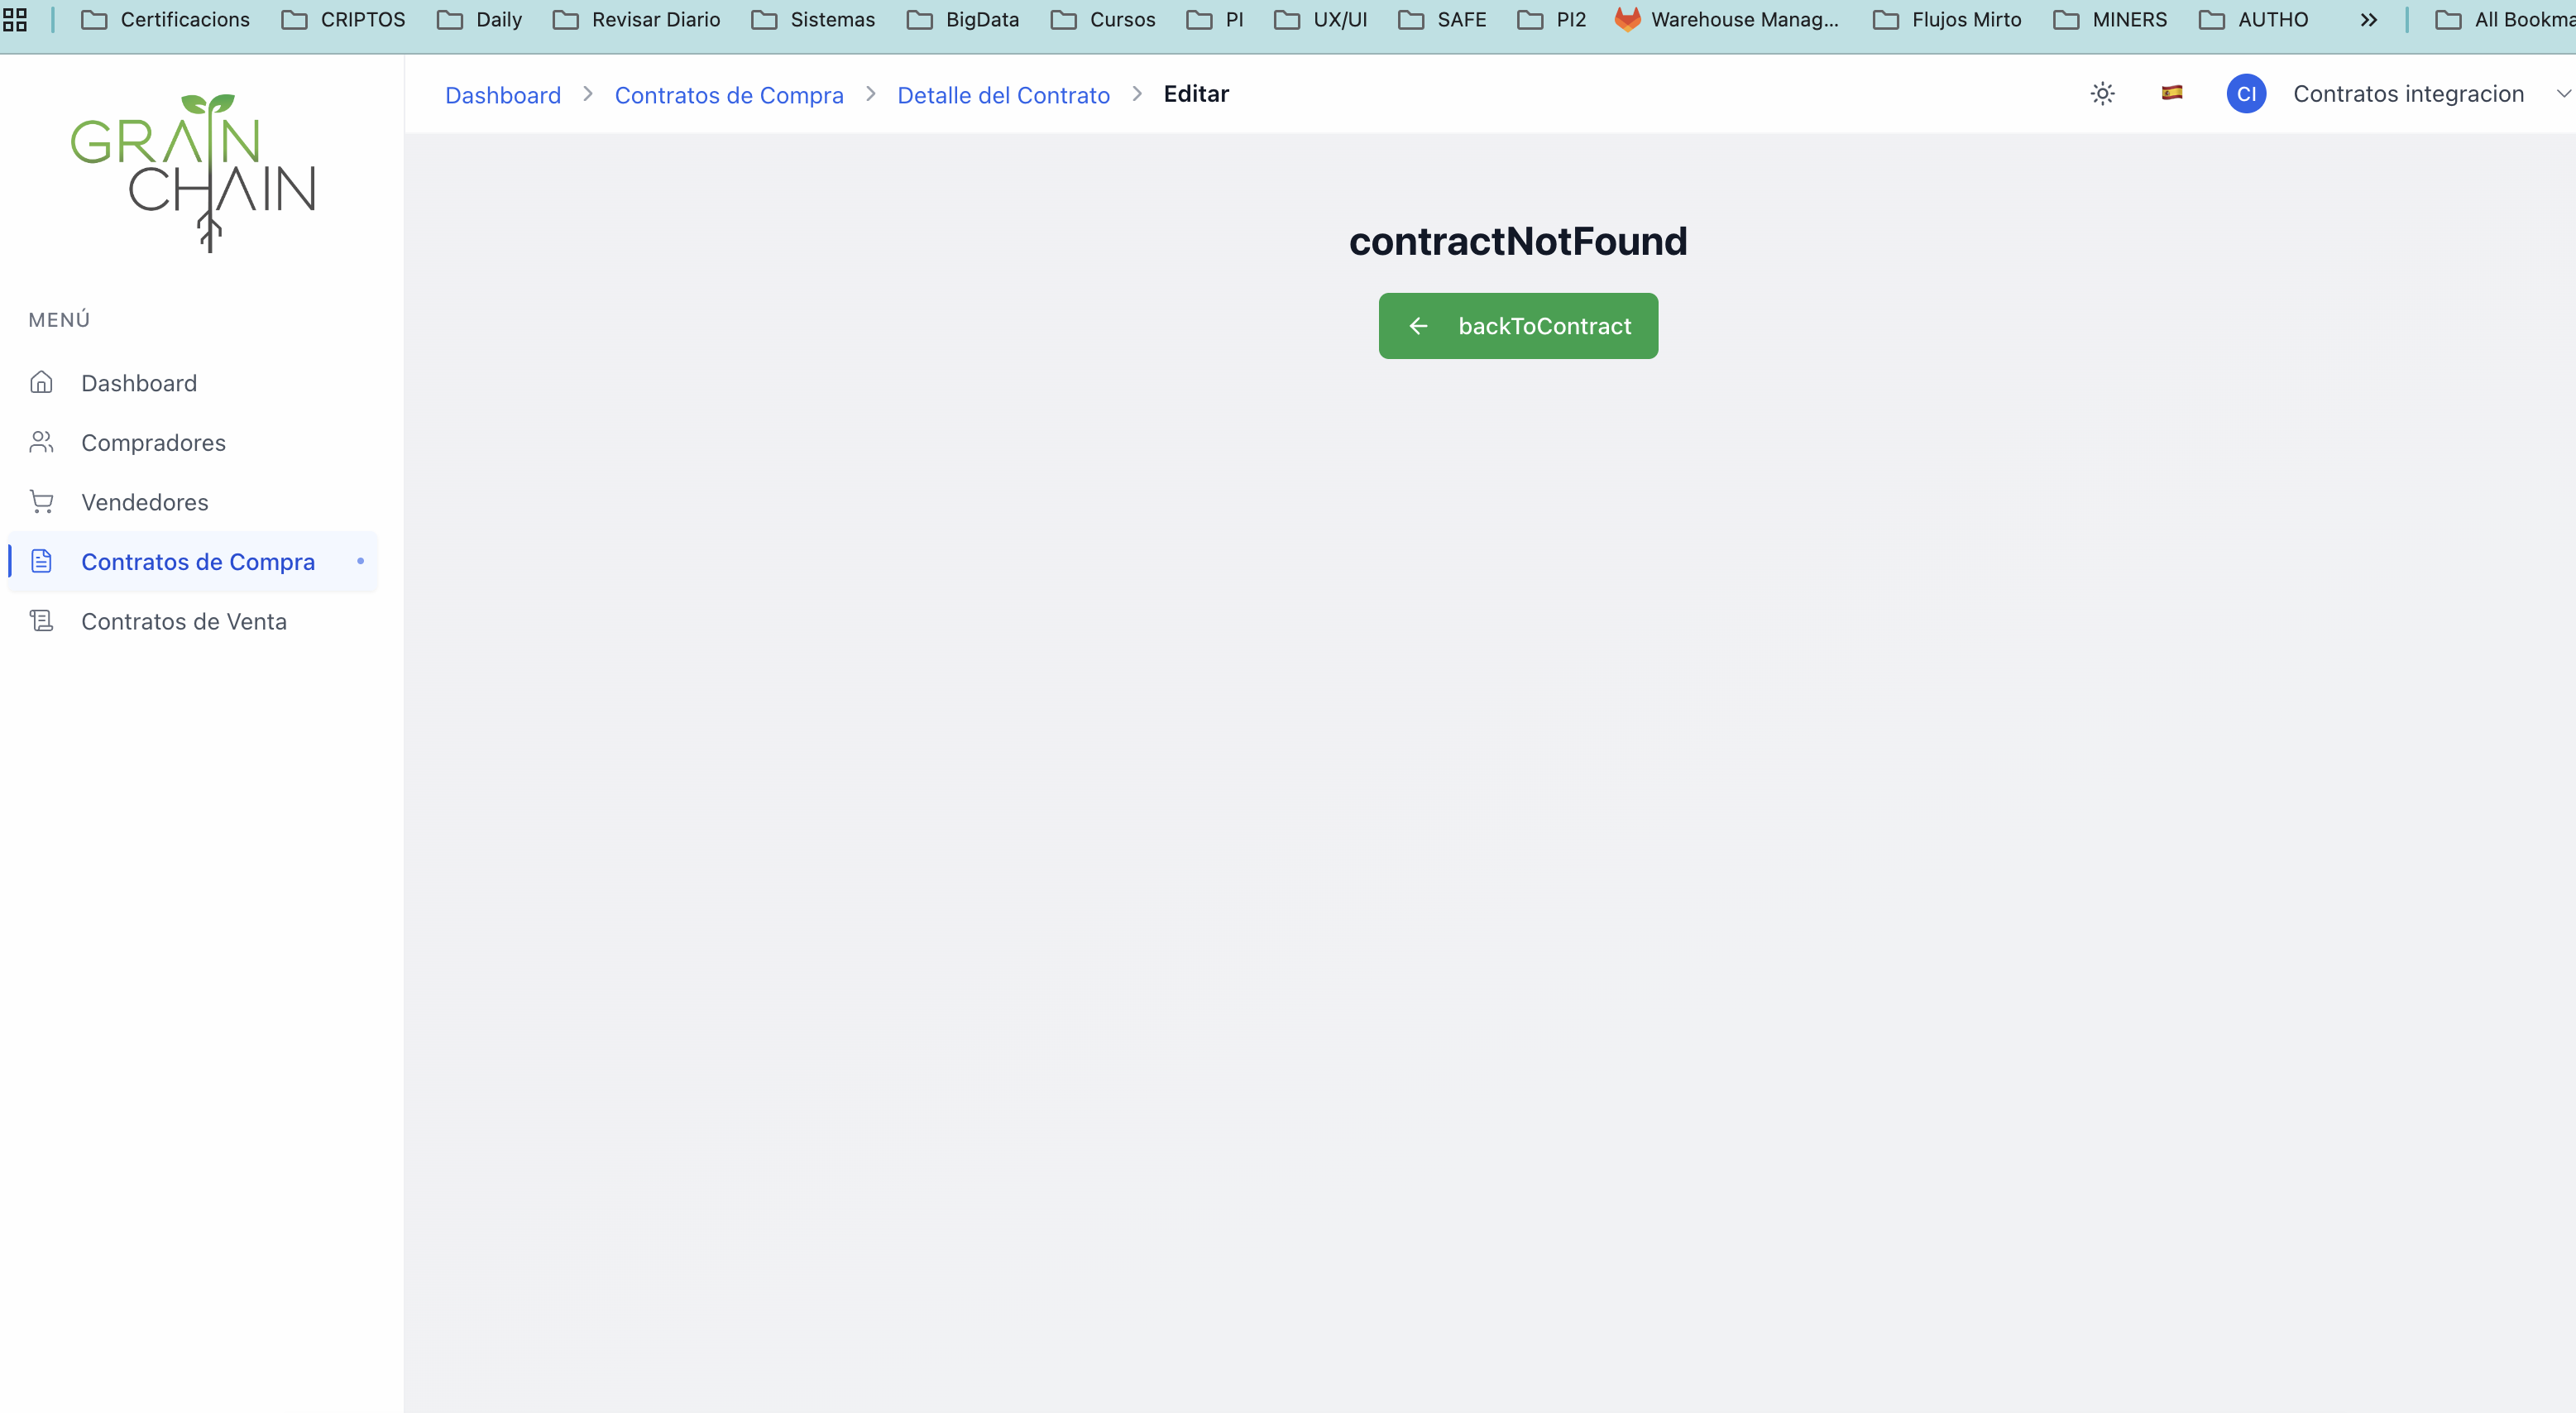 Certificacions CRIPTOS Daily Revisar Diario Sistemas BigData Cursos PI UX/UI SAFE PI2 Warehouse Manag... Flujos Mirto MINERS AUTHO All Bookma
GRAIN
CHAIN
Dashboard Contratos de Compra Detalle del Contrato Editar
CI Contratos integracion
MENÚ
Dashboard
Compradores
Vendedores
Contratos de Compra
Contratos de Venta
contractNotFound
backToContract